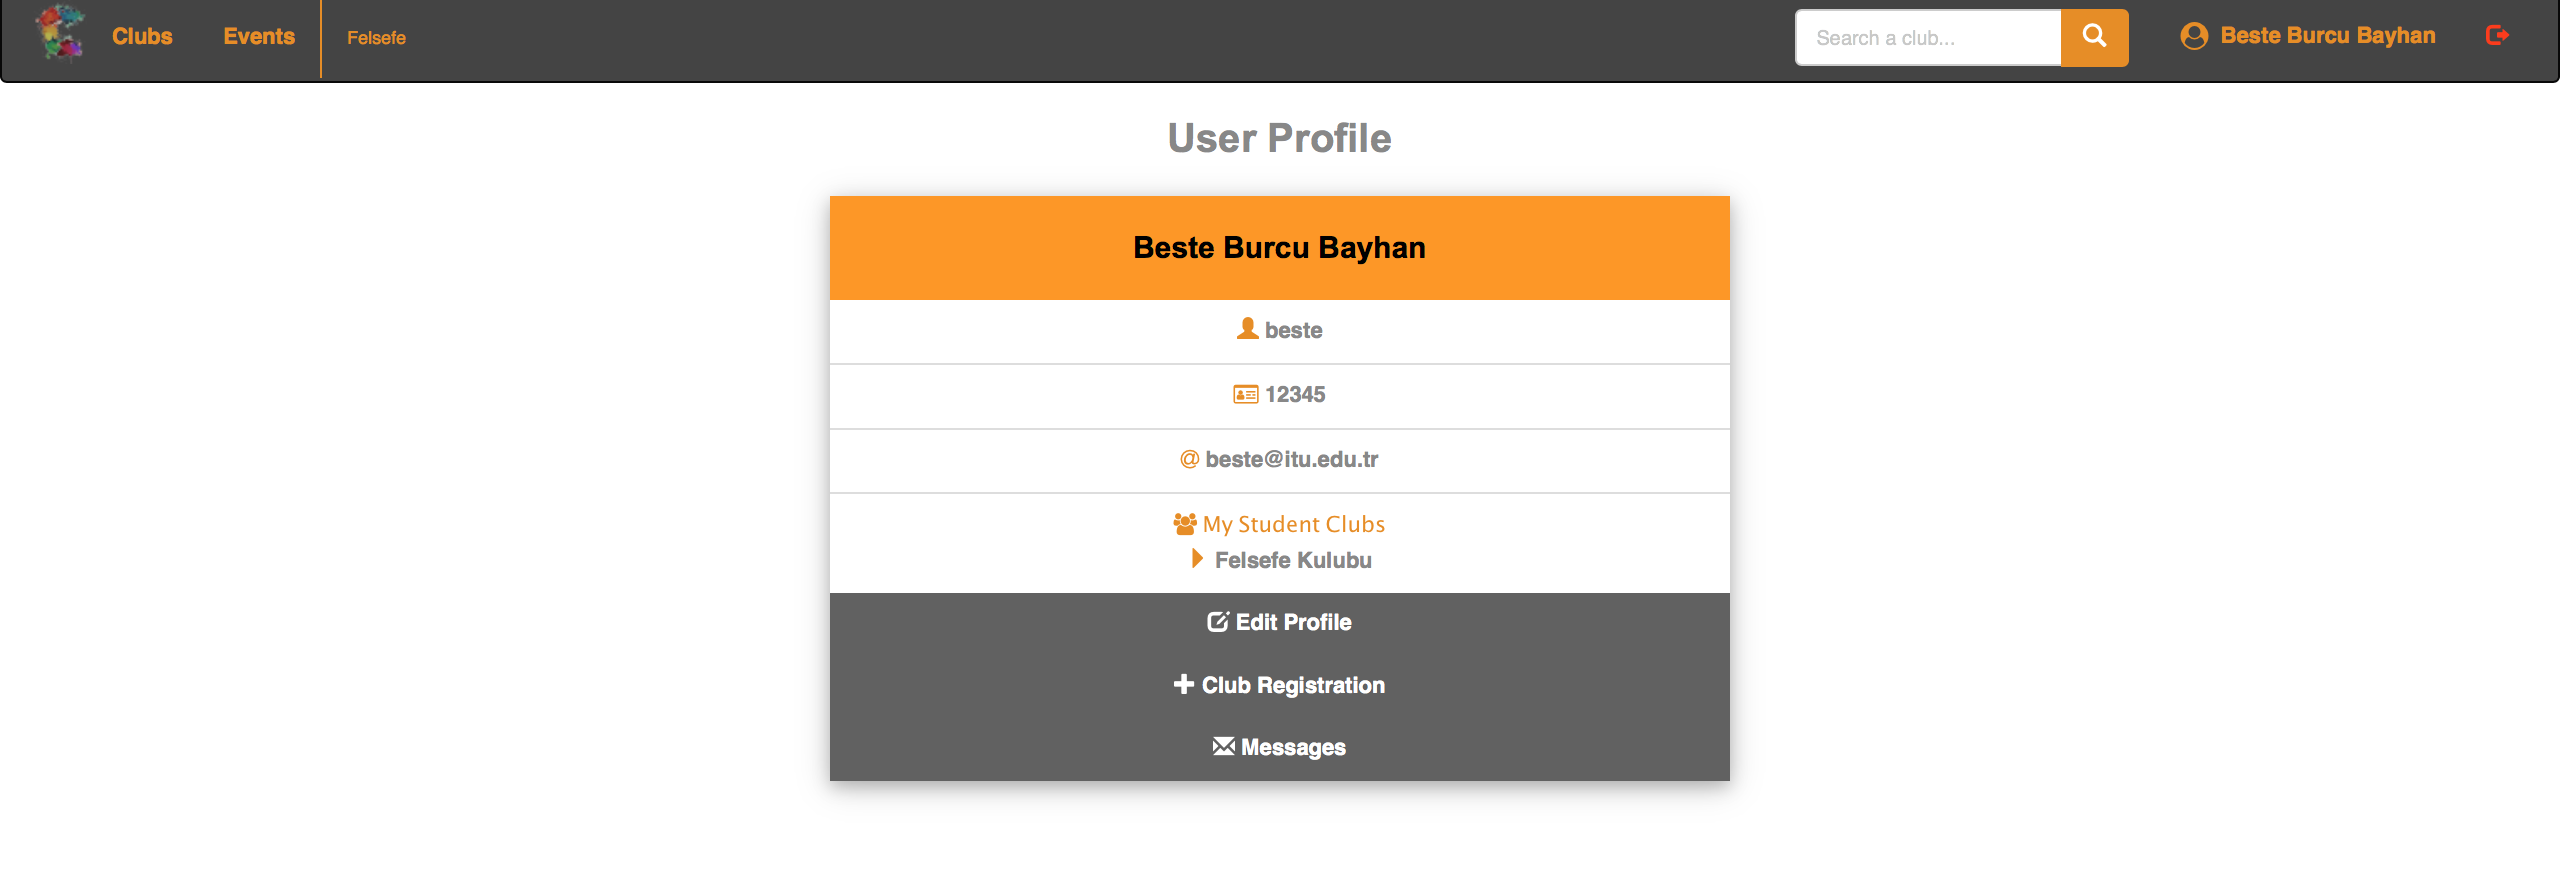 Clubs Events Felsefe Search a club... Beste Burcu Bayhan
User Profile
Beste Burcu Bayhan
beste
12345
@ beste@itu.edu.tr
My Student Clubs
Felsefe Kulubu
Edit Profile
Club Registration
Messages